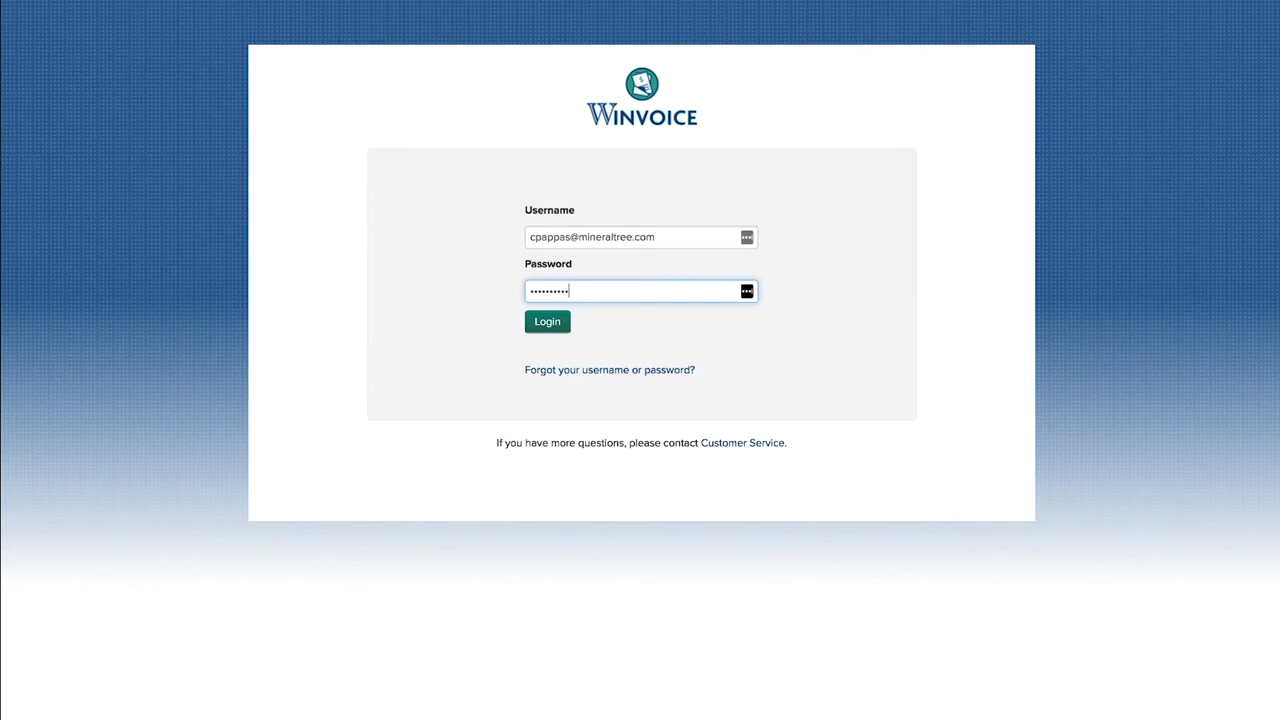 WINVOICE
Username
cpappas@mineraltree.com
Password
••••••••••
Login
Forgot your username or password?
If you have more questions, please contact Customer Service.